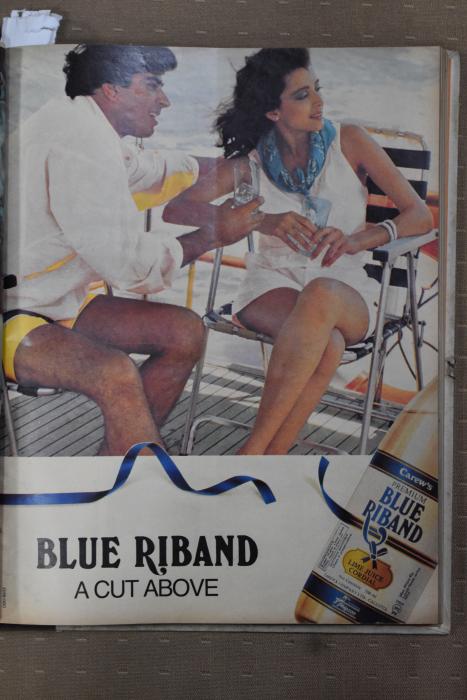 BLUE RIBAND
A CUT ABOVE
Carew's
PREMIUM
BLUE
RIBAND
LIME JUICE
CORDIAL